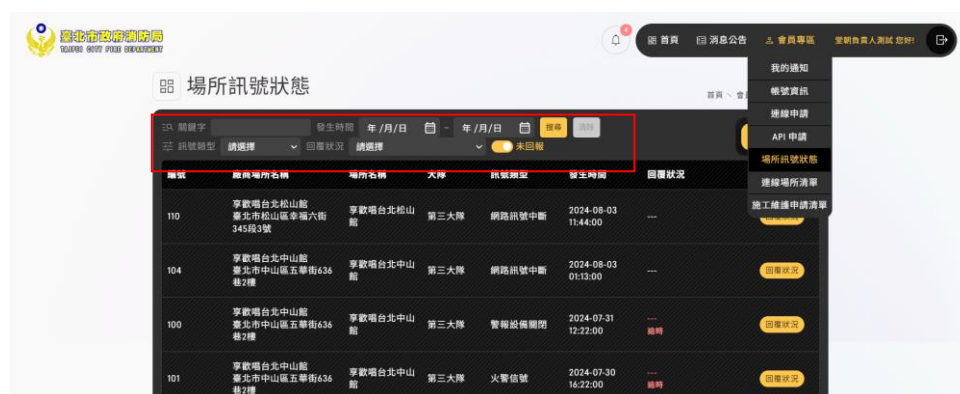 臺北市政府消防局
TAIPEI CITY FIRE DEPARTMENT
4
首頁 消息公告 會員專區 愛朝負責人測試 您好!
我的通知
帳號資訊
連線申請
API 申請
場所訊號狀態
連線場所清單
施工維護申請清單
場所訊號狀態
首頁
關鍵字 發生時間 年 /月/日 ~ 年 /月/日 搜尋 清除
訊號類型 請選擇 回覆狀況 請選擇 未回報
編號 廠商場所名稱 場所名稱 大隊 訊號類型 發生時間 回覆狀況
110 享歡唱台北松山館 臺北市松山區幸福六街345段3號 享歡唱台北松山館 第三大隊 網路訊號中斷 2024-08-03 11:44:00 ---
104 享歡唱台北中山館 臺北市中山區五華街636巷2樓 享歡唱台北中山館 第三大隊 網路訊號中斷 2024-08-03 01:13:00 --- 回覆狀況
100 享歡唱台北中山館 臺北市中山區五華街636巷2樓 享歡唱台北中山館 第三大隊 警報設備關閉 2024-07-31 12:22:00 --- 逾時 回覆狀況
101 享歡唱台北中山館 臺北市中山區五華街636巷2樓 享歡唱台北中山館 第三大隊 火警信號 2024-07-30 16:22:00 --- 逾時 回覆狀況